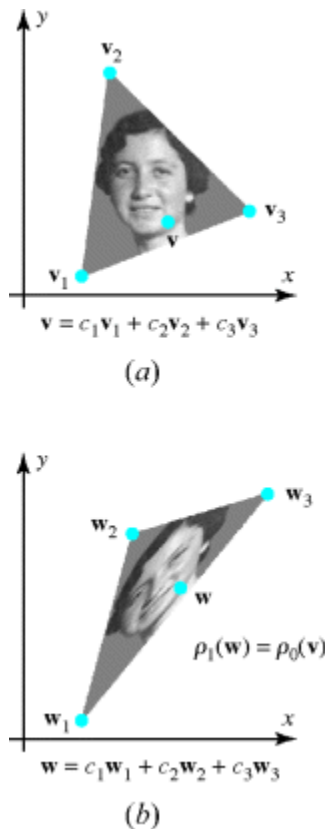 y
v₂
v₃
v
v₁
x
v = c₁v₁ + c₂v₂ + c₃v₃
(a)
y
w₃
w₂
w
ρ₁(w) = ρ₀(v)
w₁
x
w = c₁w₁ + c₂w₂ + c₃w₃
(b)